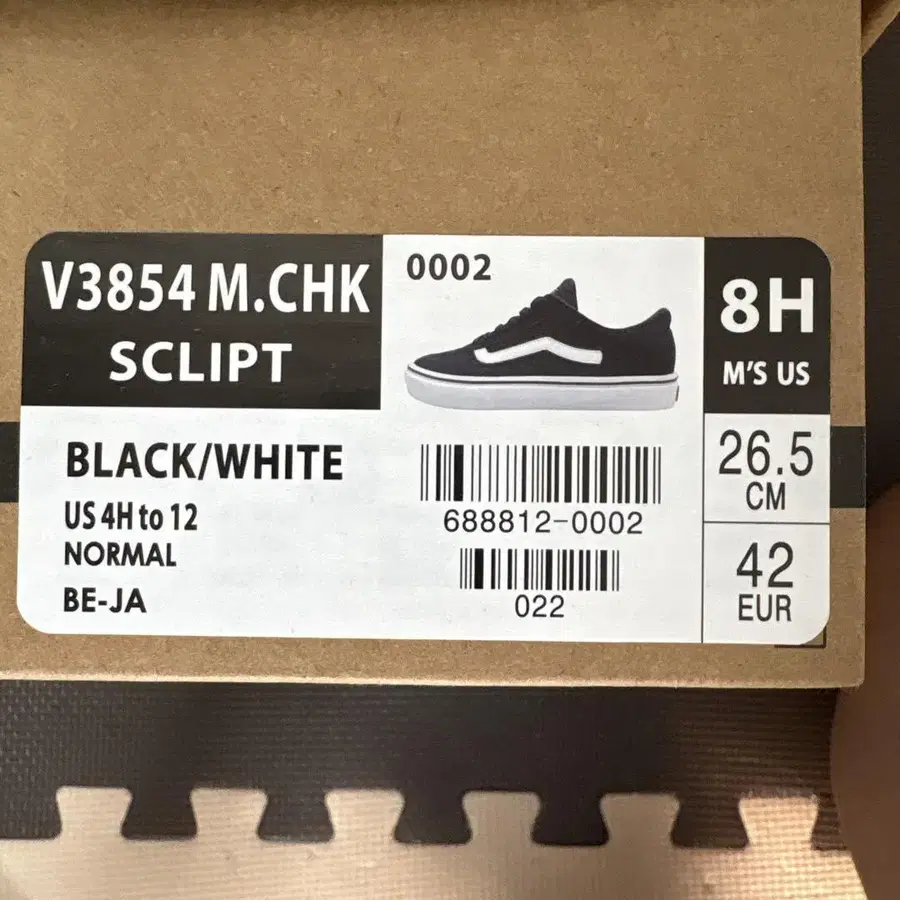 V3854 M.CHK
SCLIPT
0002
8H
M'S US
BLACK/WHITE
US 4H to 12
NORMAL
BE-JA
688812-0002
022
26.5
CM
42
EUR